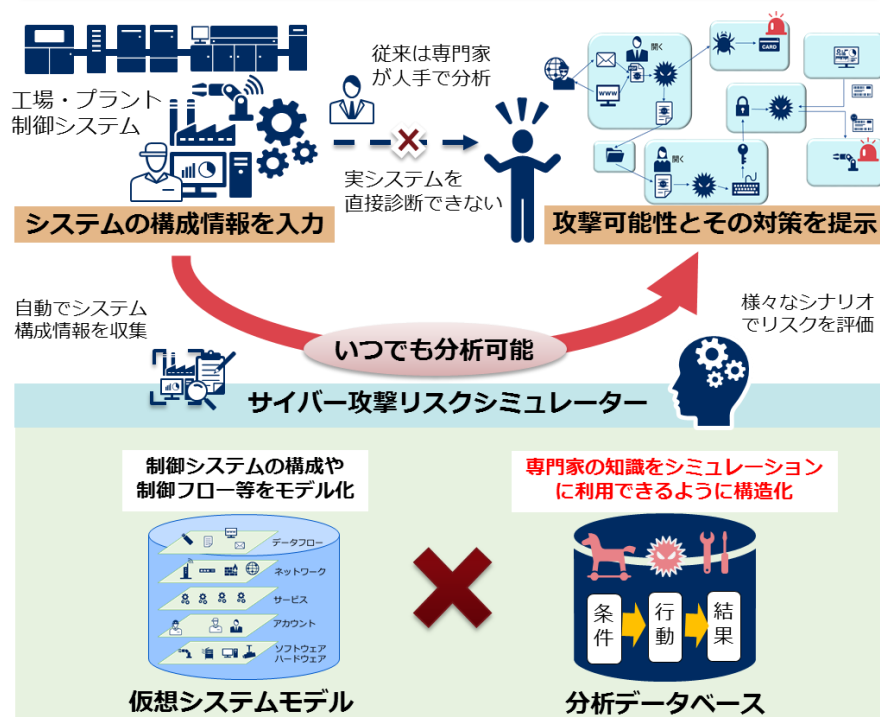 工場・プラント
制御システム
従来は専門家
が人手で分析
実システムを
直接診断できない
開く
WWW
CARD
開く
システムの構成情報を入力
攻撃可能性とその対策を提示
自動でシステム
構成情報を収集
様々なシナリオ
でリスクを評価
いつでも分析可能
サイバー攻撃リスクシミュレーター
制御システムの構成や
制御フロー等をモデル化
専門家の知識をシミュレーション
に利用できるように構造化
データフロー
ネットワーク
サービス
アカウント
ソフトウェア
ハードウェア
条件
行動
結果
仮想システムモデル
分析データベース